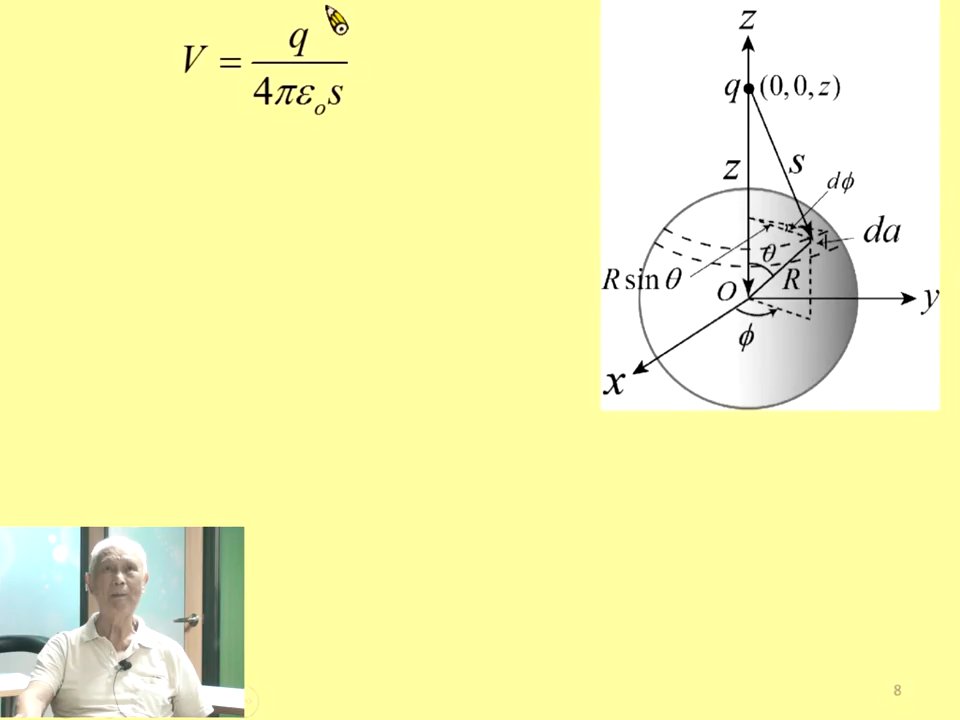 V = q / 4πε₀s
z
q (0,0,z)
z
s
dϕ
da
θ
R sin θ
O
R
y
ϕ
x
8